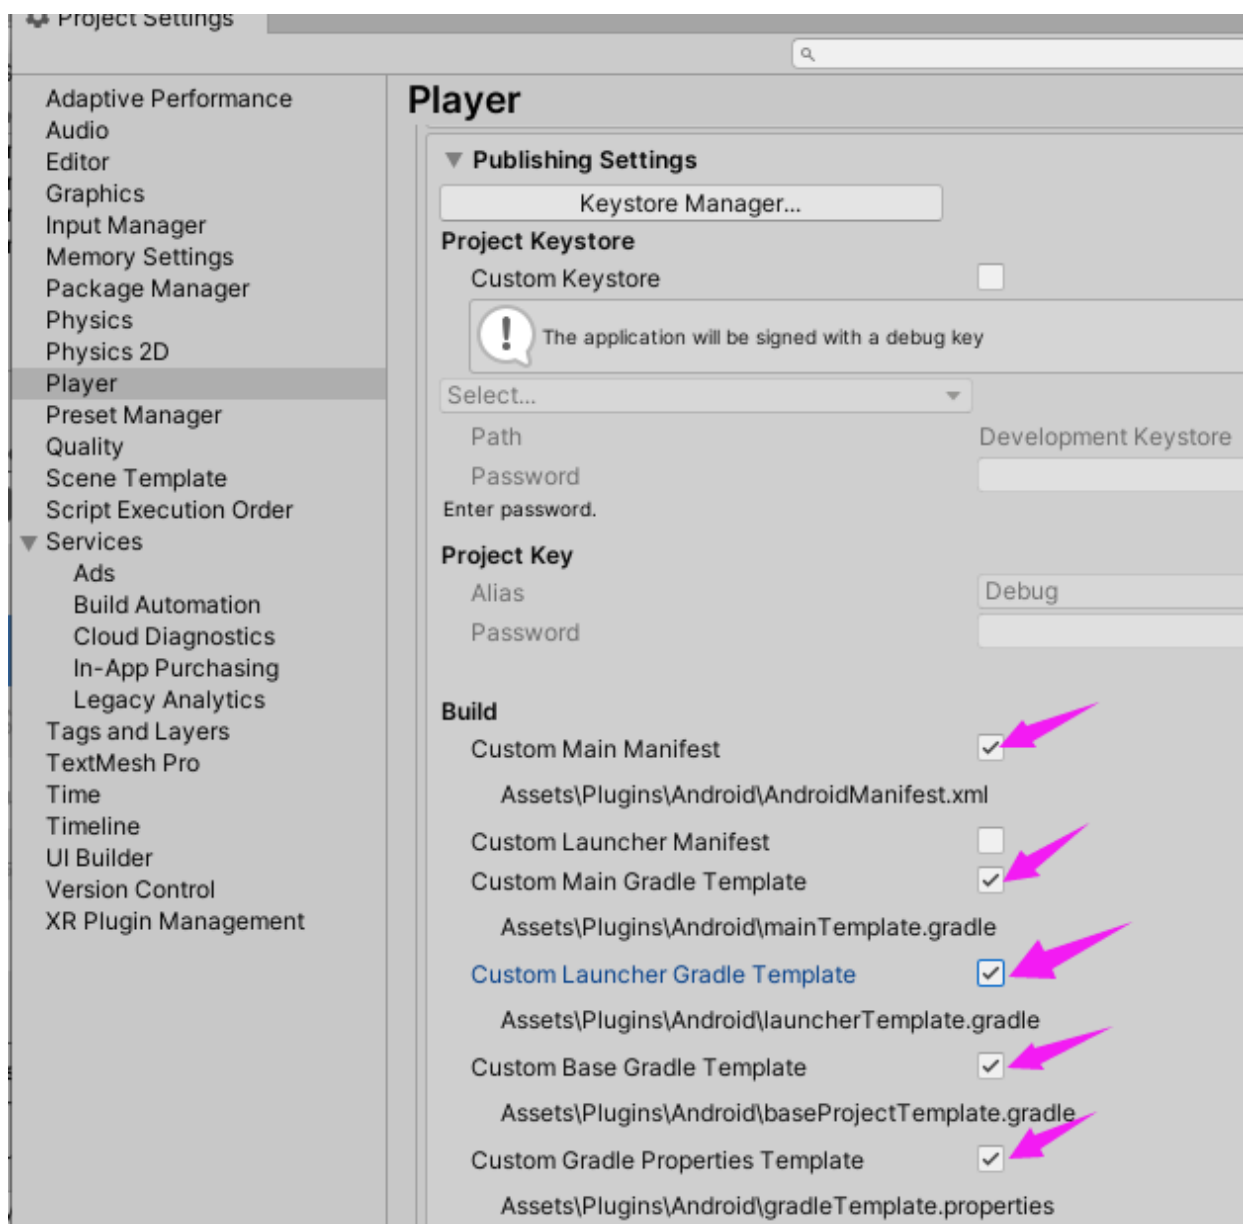 Project Settings
Adaptive Performance
Audio
Editor
Graphics
Input Manager
Memory Settings
Package Manager
Physics
Physics 2D
Player
Preset Manager
Quality
Scene Template
Script Execution Order
Services
Ads
Build Automation
Cloud Diagnostics
In-App Purchasing
Legacy Analytics
Tags and Layers
TextMesh Pro
Time
Timeline
UI Builder
Version Control
XR Plugin Management
Player
Publishing Settings
Keystore Manager...
Project Keystore
Custom Keystore
The application will be signed with a debug key
Select...
Path Development Keystore
Password
Enter password.
Project Key
Alias Debug
Password
Build
Custom Main Manifest
Assets\Plugins\Android\AndroidManifest.xml
Custom Launcher Manifest
Custom Main Gradle Template
Assets\Plugins\Android\mainTemplate.gradle
Custom Launcher Gradle Template
Assets\Plugins\Android\launcherTemplate.gradle
Custom Base Gradle Template
Assets\Plugins\Android\baseProjectTemplate.gradle
Custom Gradle Properties Template
Assets\Plugins\Android\gradleTemplate.properties